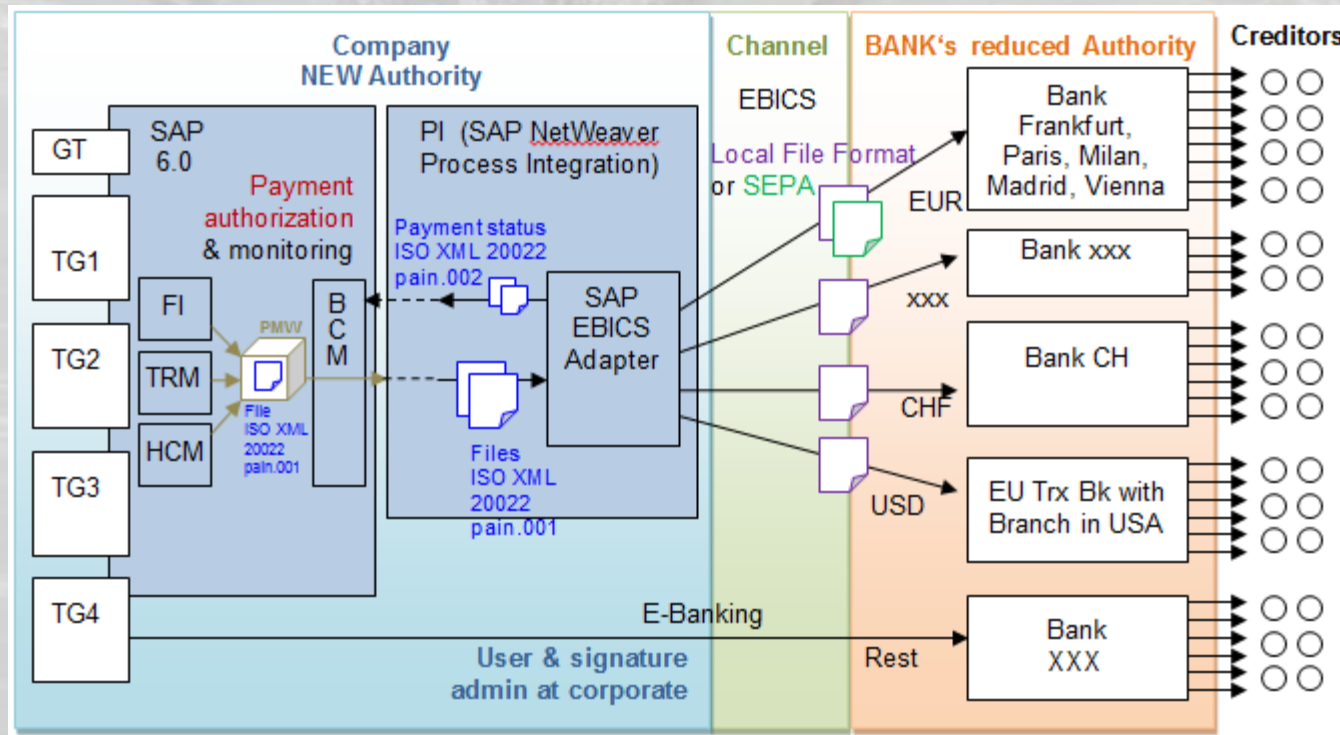 Company
NEW Authority
Channel
BANK's reduced Authority
Creditors
GT
TG1
TG2
TG3
TG4
SAP
6.0
Payment
authorization
& monitoring
FI
TRM
HCM
PMW
File
ISO XML
20022
pain.001
B
C
M
PI (SAP NetWeaver
Process Integration)
Payment status
ISO XML 20022
pain.002
Files
ISO XML
20022
pain.001
SAP
EBICS
Adapter
EBICS
Local File Format
or SEPA
EUR
xxx
CHF
USD
Bank
Frankfurt,
Paris, Milan,
Madrid, Vienna
Bank xxx
Bank CH
EU Trx Bk with
Branch in USA
E-Banking
Rest
Bank
XXX
User & signature
admin at corporate